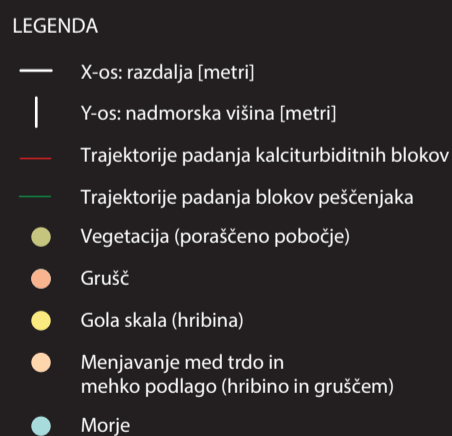 LEGENDA
X-os: razdalja [metri]
Y-os: nadmorska višina [metri]
Trajektorije padanja kalciturbiditnih blokov
Trajektorije padanja blokov peščenjaka
Vegetacija (poraščeno pobočje)
Grušč
Gola skala (hribina)
Menjavanje med trdo in
mehko podlago (hribino in gruščem)
Morje